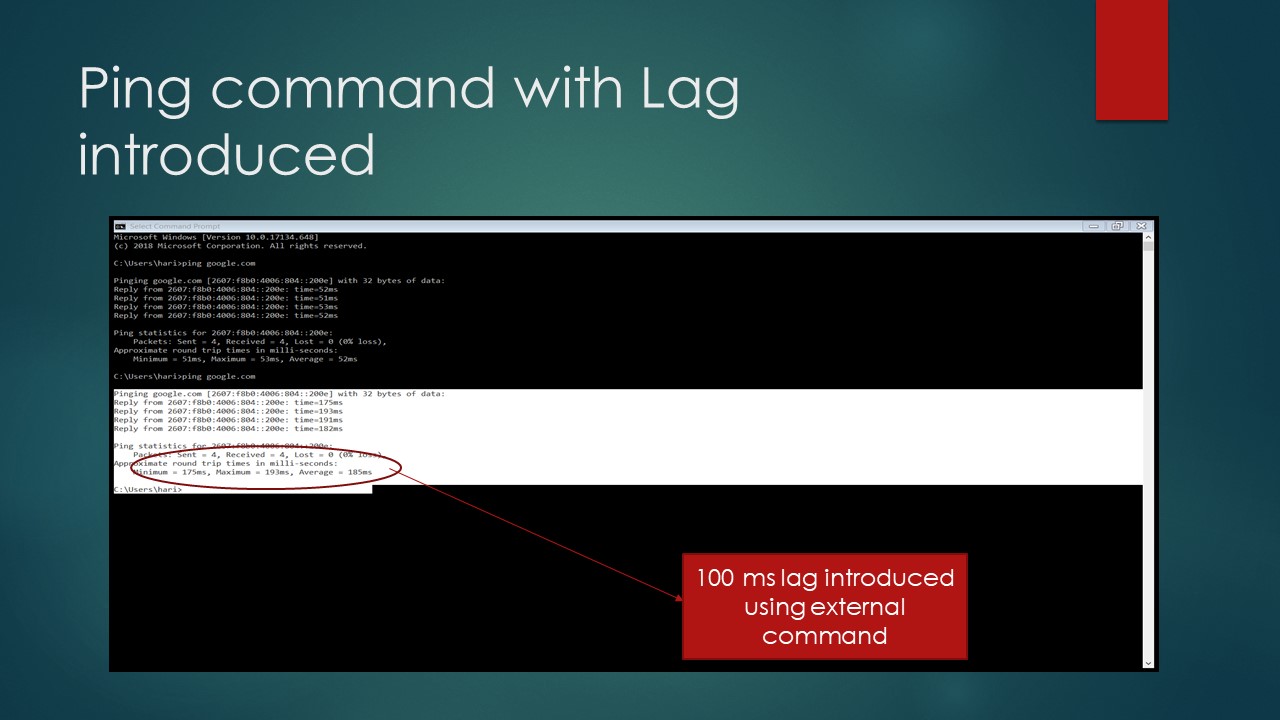 Ping command with Lag
introduced
Select Command Prompt
Microsoft Windows [Version 10.0.17134.648]
(c) 2018 Microsoft Corporation. All rights reserved.
C:\Users\hari>ping google.com
Pinging google.com [2607:f8b0:4006:804::200e] with 32 bytes of data:
Reply from 2607:f8b0:4006:804::200e: time=52ms
Reply from 2607:f8b0:4006:804::200e: time=51ms
Reply from 2607:f8b0:4006:804::200e: time=53ms
Reply from 2607:f8b0:4006:804::200e: time=52ms
Ping statistics for 2607:f8b0:4006:804::200e:
Packets: Sent = 4, Received = 4, Lost = 0 (0% loss),
Approximate round trip times in milli-seconds:
Minimum = 51ms, Maximum = 53ms, Average = 52ms
C:\Users\hari>ping google.com
Pinging google.com [2607:f8b0:4006:804::200e] with 32 bytes of data:
Reply from 2607:f8b0:4006:804::200e: time=175ms
Reply from 2607:f8b0:4006:804::200e: time=193ms
Reply from 2607:f8b0:4006:804::200e: time=191ms
Reply from 2607:f8b0:4006:804::200e: time=182ms
Ping statistics for 2607:f8b0:4006:804::200e:
Packets: Sent = 4, Received = 4, Lost = 0 (0% loss),
Approximate round trip times in milli-seconds:
Minimum = 175ms, Maximum = 193ms, Average = 185ms
C:\Users\hari>
100 ms lag introduced
using external
command